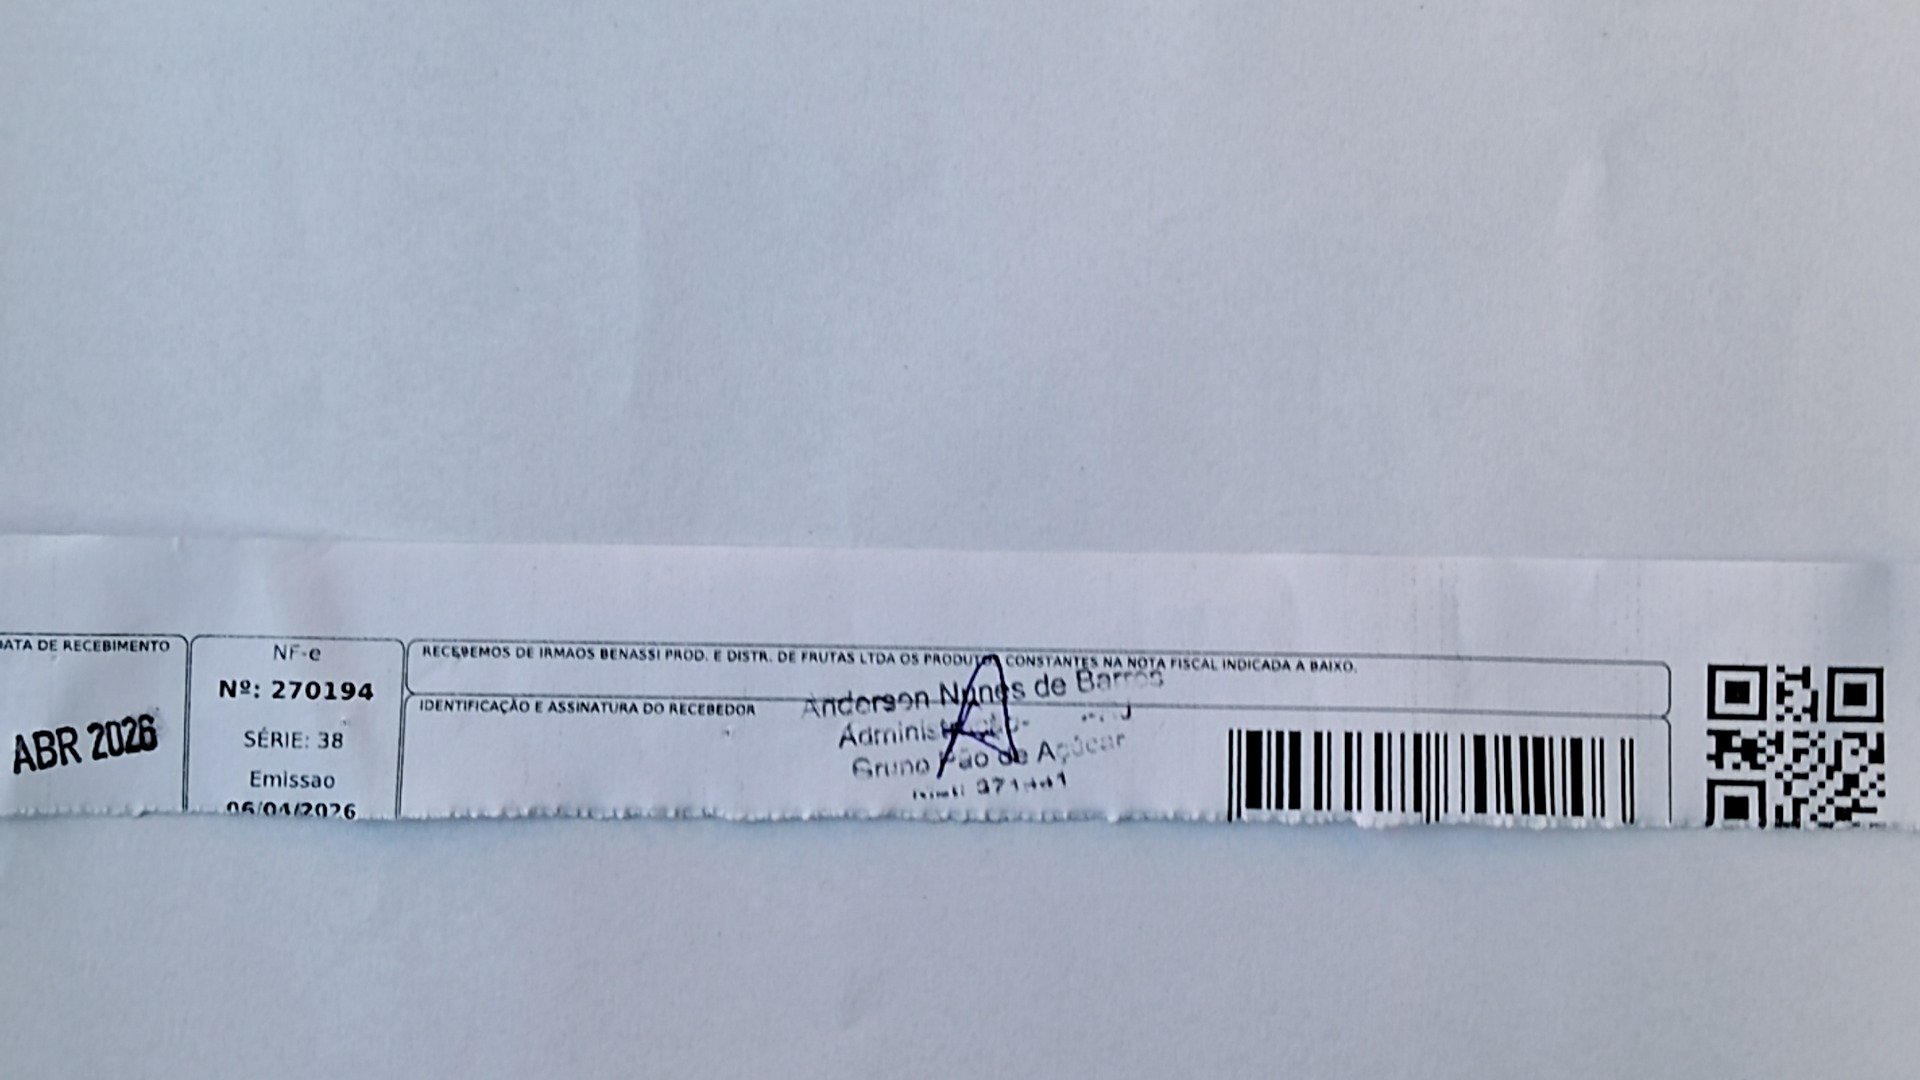 DATA DE RECEBIMENTO
ABR 2026
NF-e
Nº: 270194
SÉRIE: 38
Emissao
06/04/2026
RECEBEMOS DE IRMAOS BENASSI PROD. E DISTR. DE FRUTAS LTDA OS PRODUTOS CONSTANTES NA NOTA FISCAL INDICADA A BAIXO.
IDENTIFICAÇÃO E ASSINATURA DO RECEBEDOR
Anderson Nunes de Barros
Grupo Pão de Açúcar